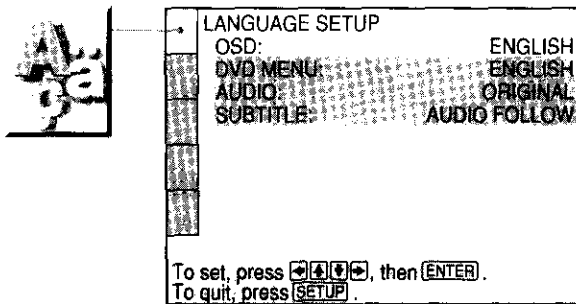 LANGUAGE SETUP
OSD: ENGLISH
DVD MENU: ENGLISH
AUDIO: ORIGINAL
SUBTITLE: AUDIO FOLLOW
To set, press ←↑↓→, then ENTER.
To quit, press SETUP.
A
a
a